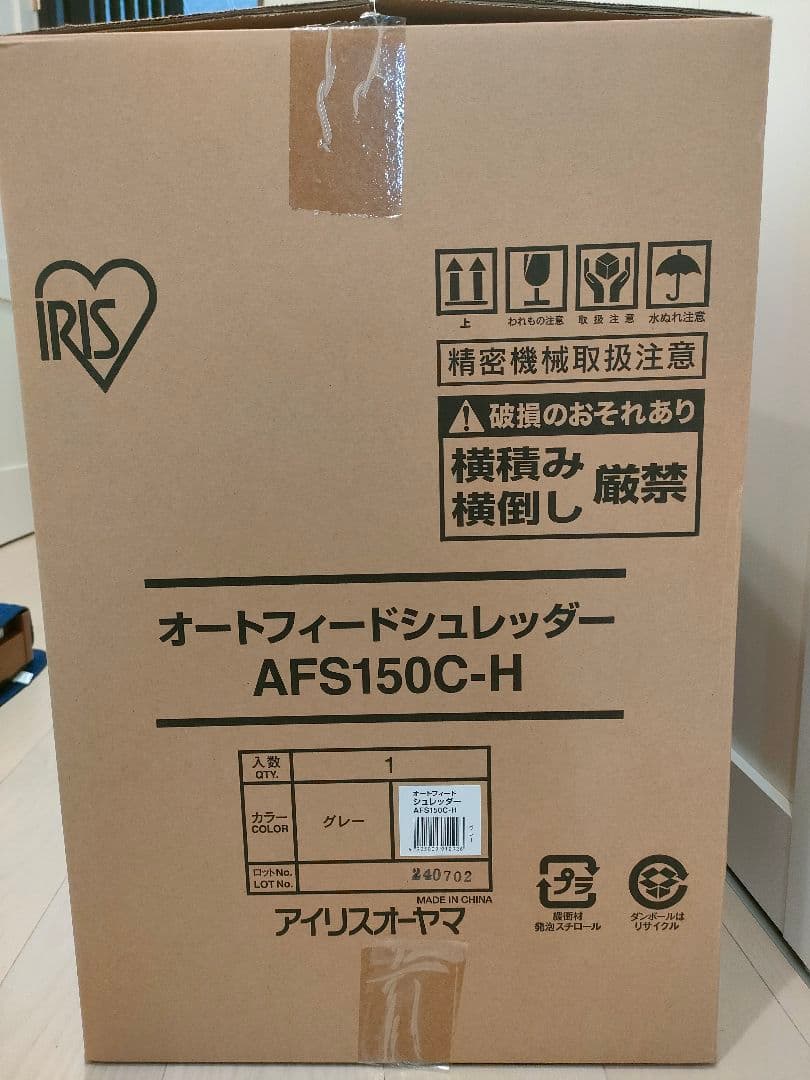 IRIS
上
われもの注意
取扱注意
水ぬれ注意
精密機械取扱注意
破損のおそれあり
横積み
横倒し
厳禁
オートフィードシュレッダー
AFS150C-H
入数
QTY.
1
カラー
COLOR
グレー
オートフィード
シュレッダー
AFS150C-H
グレー
ロットNo.
LOT No.
240702
MADE IN CHINA
アイリスオーヤマ
プラ
緩衝材
発泡スチロール
ダンボールは
リサイクル